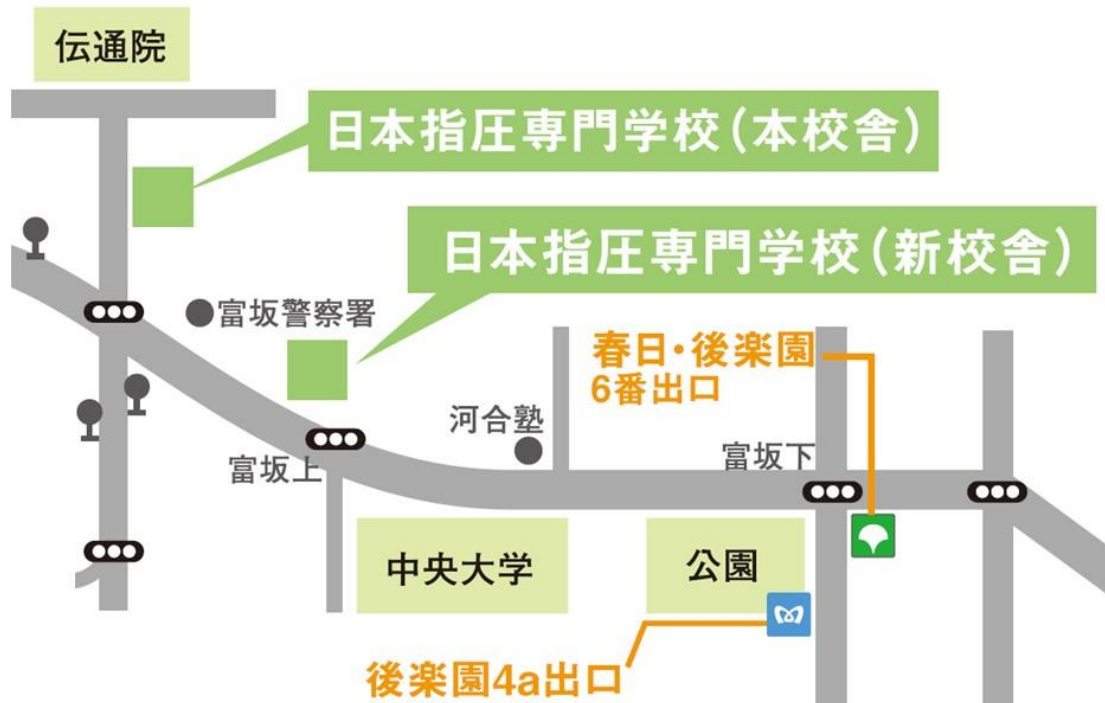 伝通院
日本指圧専門学校(本校舎)
日本指圧専門学校(新校舎)
富坂警察署
春日・後楽園
6番出口
河合塾
富坂上
富坂下
中央大学
公園
後楽園4a出口